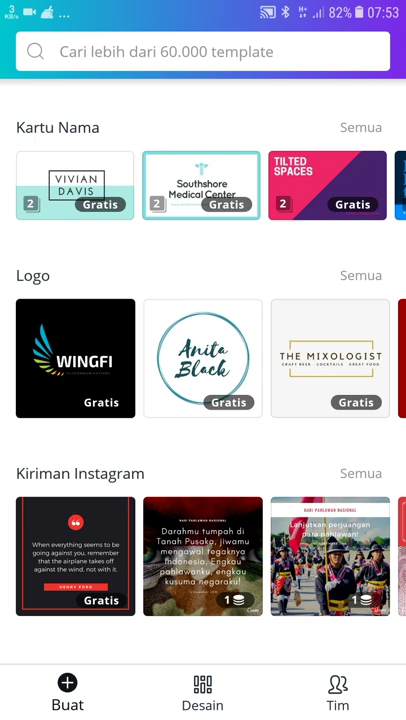 3
KB/s
...
H+
82%
07:53
Cari lebih dari 60.000 template
Kartu Nama
Semua
VIVIAN
DAVIS
2
Gratis
Southshore
Medical Center
2
Gratis
TILTED
SPACES
2
Gratis
Logo
Semua
WINGFI
Gratis
Anita
Black
Gratis
THE MIXOLOGIST
CRAFT BEER · COCKTAILS · GREAT FOOD
Gratis
Kiriman Instagram
Semua
When everything seems to be
going against you, remember
that the airplane takes off
against the wind, not with it.
HENRY FORD
Gratis
HARI PAHLAWAN NASIONAL
Darahmu tumpah di
Tanah Pusaka, jiwamu
mengawal tegaknya
Indonesia, Engkau
pahlawanku, engkau
kusuma negaraku!
1
HARI PAHLAWAN NASIONAL
Lanjutkan perjuangan
para pahlawan!
1
Buat
Desain
Tim